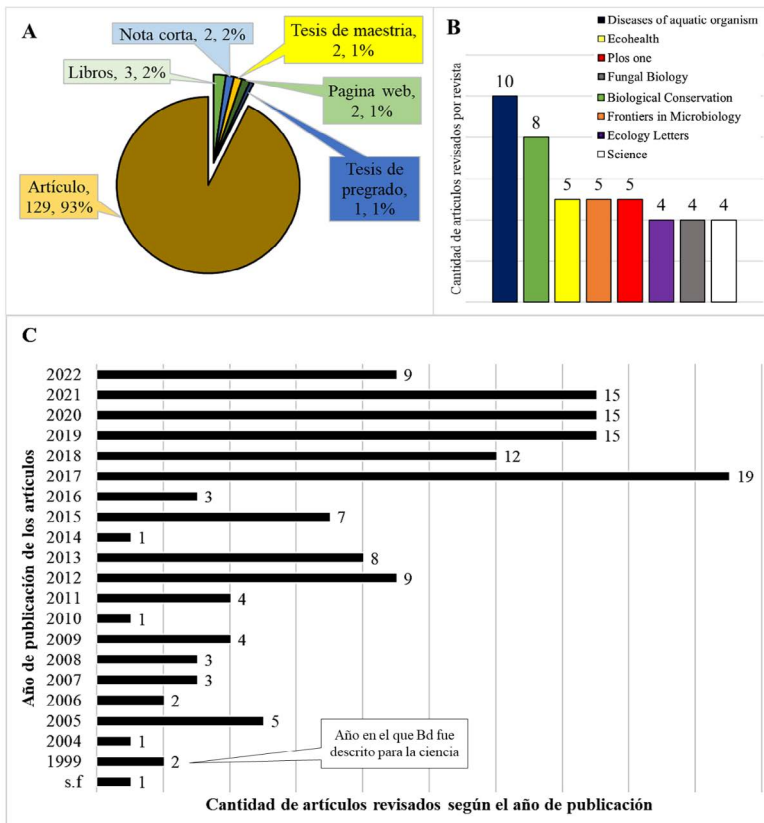 A
Nota corta, 2, 2%
Tesis de maestria,
2, 1%
Libros, 3, 2%
Pagina web,
2, 1%
Tesis de
pregrado,
1, 1%
Artículo,
129, 93%
B
Diseases of aquatic organism
Ecohealth
Plos one
Fungal Biology
Biological Conservation
Frontiers in Microbiology
Ecology Letters
Science
Cantidad de artículos revisados por revista
10
8
5
5
5
4
4
4
C
Año de publicación de los artículos
2022 9
2021 15
2020 15
2019 15
2018 12
2017 19
2016 3
2015 7
2014 1
2013 8
2012 9
2011 4
2010 1
2009 4
2008 3
2007 3
2006 2
2005 5
2004 1
1999 2
s.f 1
Año en el que Bd fue
descrito para la ciencia
Cantidad de artículos revisados según el año de publicación